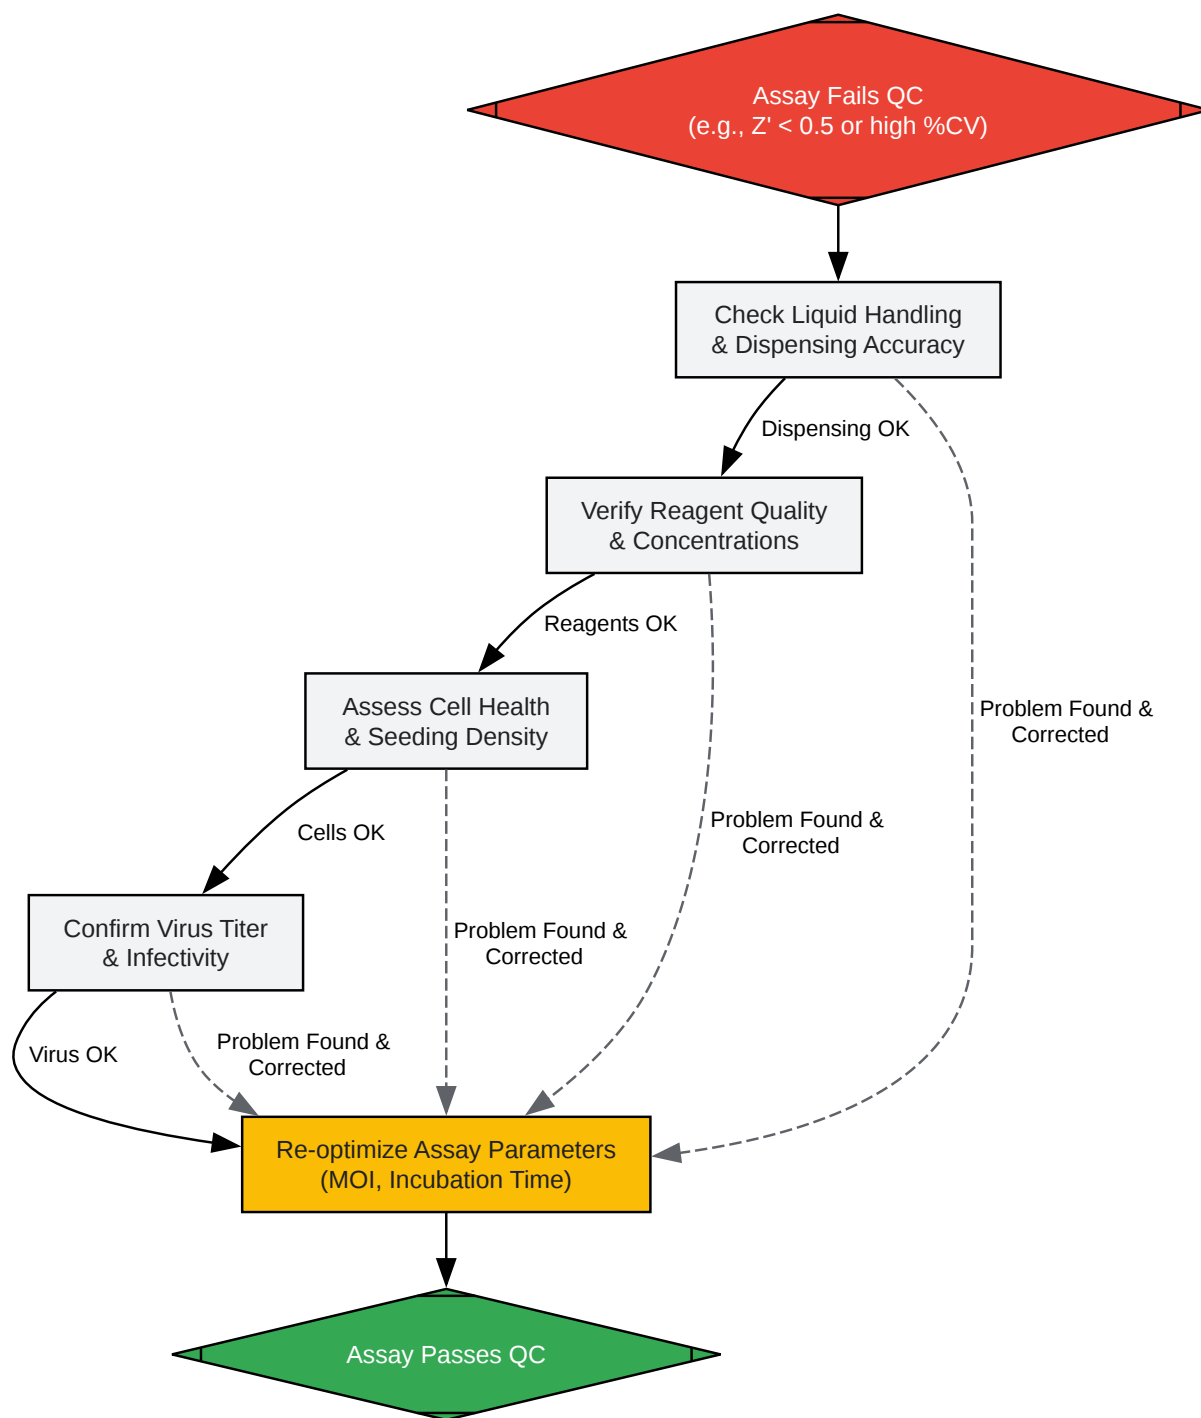 Assay Fails QC
(e.g., Z' < 0.5 or high %CV)
Check Liquid Handling
& Dispensing Accuracy
Dispensing OK
Verify Reagent Quality
& Concentrations
Reagents OK
Assess Cell Health
& Seeding Density
Problem Found &
Corrected
Problem Found &
Corrected
Cells OK
Confirm Virus Titer
& Infectivity
Problem Found &
Corrected
Virus OK
Problem Found &
Corrected
Re-optimize Assay Parameters
(MOI, Incubation Time)
Assay Passes QC